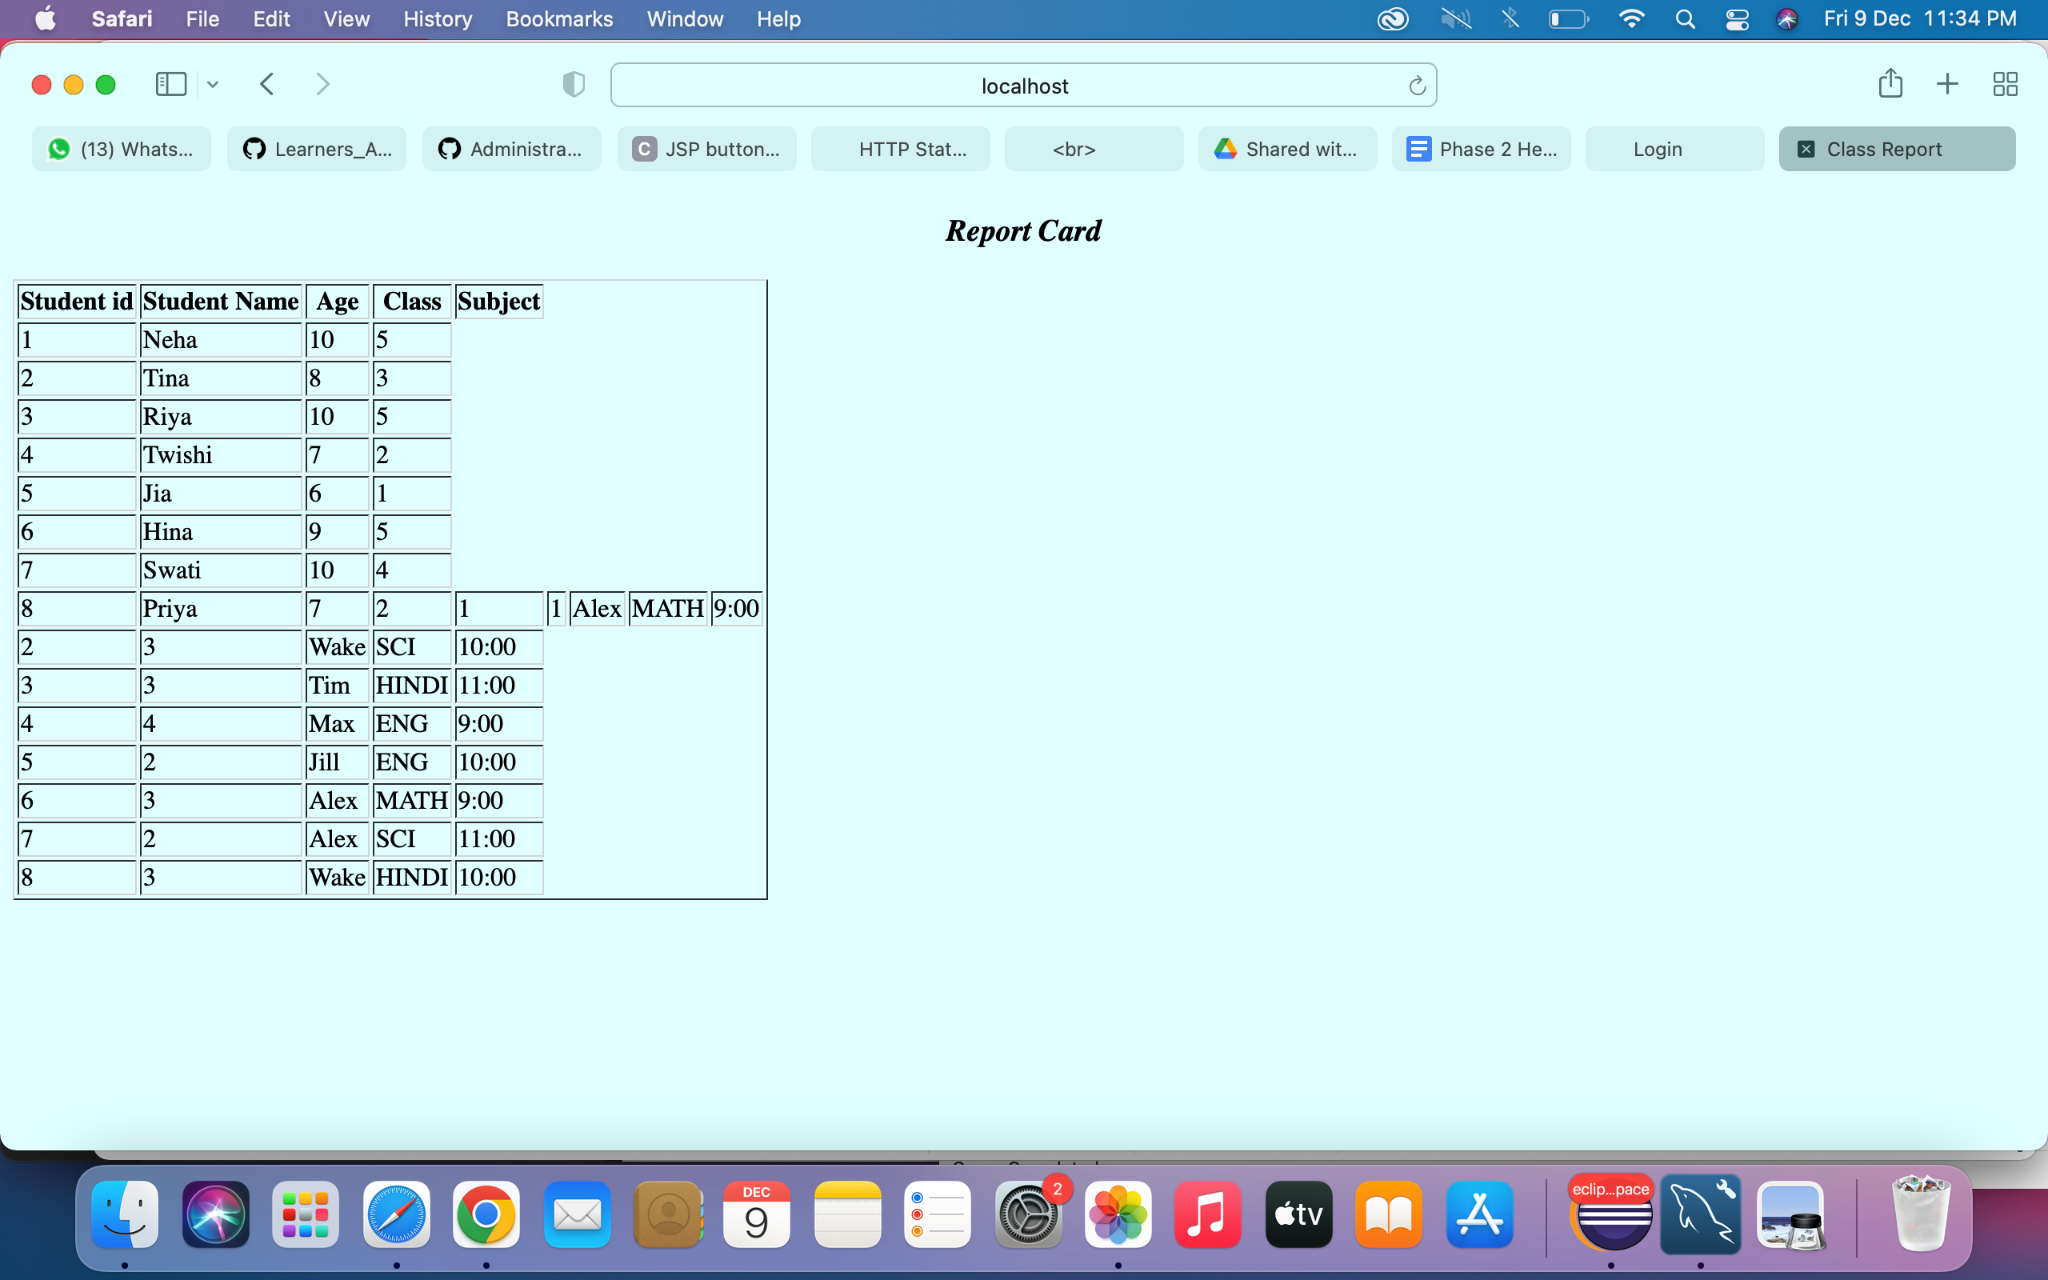 Safari File Edit View History Bookmarks Window Help Fri 9 Dec 11:34 PM
localhost
(13) Whats... Learners_A... Administra... C JSP button... HTTP Stat... <br> Shared wit... Phase 2 He... Login Class Report
Report Card
Student id Student Name Age Class Subject
1 Neha 10 5
2 Tina 8 3
3 Riya 10 5
4 Twishi 7 2
5 Jia 6 1
6 Hina 9 5
7 Swati 10 4
8 Priya 7 2 1 1 Alex MATH 9:00
2 3 Wake SCI 10:00
3 3 Tim HINDI 11:00
4 4 Max ENG 9:00
5 2 Jill ENG 10:00
6 3 Alex MATH 9:00
7 2 Alex SCI 11:00
8 3 Wake HINDI 10:00
DEC
9
2
tv
eclip...pace